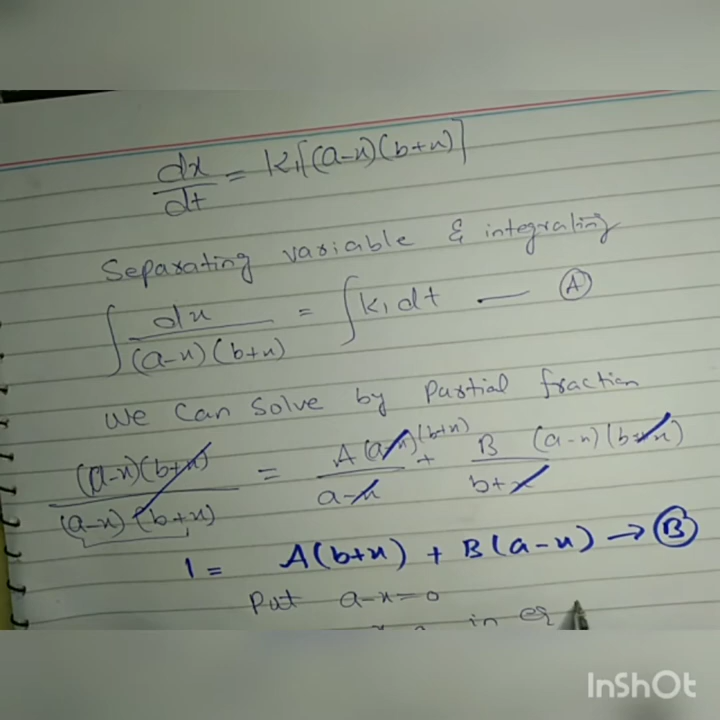 dx/dt = K₁[(a-x)(b+x)]
Separating variable & integrating
∫ dx/((a-x)(b+x)) = ∫ K₁dt — (A)
We can solve by Partial fraction
(a-x)(b+x)/((a-x)(b+x)) = A(a-x)(b+x)/(a-x) + B(a-x)(b+x)/(b+x)
1 = A(b+x) + B(a-x) → (B)
Put a-x=0
in eq
InShOt